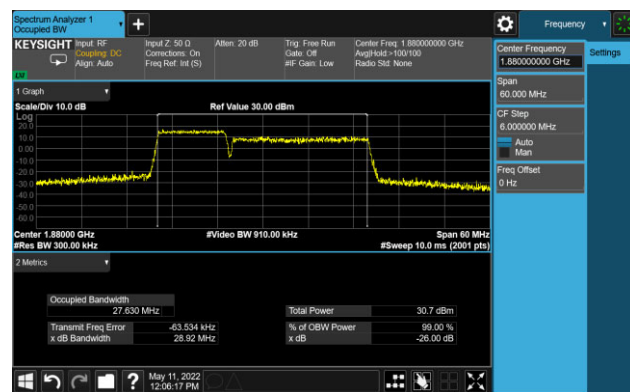 Spectrum Analyzer 1
Occupied BW
Frequency
KEYSIGHT
Input: RF
Coupling: DC
Align: Auto
Input Z: 50 Ω
Corrections: On
Freq Ref: Int (S)
Atten: 20 dB
Trig: Free Run
Gate: Off
#IF Gain: Low
Center Freq: 1.880000000 GHz
Avg|Hold:>100/100
Radio Std: None
Center Frequency
1.880000000 GHz
Settings
Span
60.000 MHz
CF Step
6.000000 MHz
Auto
Man
Freq Offset
0 Hz
1 Graph
Scale/Div 10.0 dB
Ref Value 30.00 dBm
Log
20.0
10.0
0.00
-10.0
-20.0
-30.0
-40.0
-50.0
-60.0
Center 1.88000 GHz
#Video BW 910.00 kHz
Span 60 MHz
#Res BW 300.00 kHz
#Sweep 10.0 ms (2001 pts)
2 Metrics
Occupied Bandwidth
27.630 MHz
Total Power
30.7 dBm
Transmit Freq Error
-63.534 kHz
% of OBW Power
99.00 %
x dB Bandwidth
28.92 MHz
x dB
-26.00 dB
May 11, 2022
12:06:17 PM